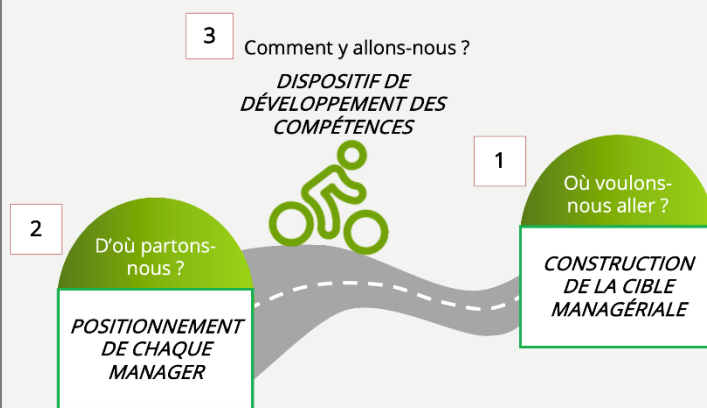 3
Comment y allons-nous ?
DISPOSITIF DE
DÉVELOPPEMENT DES
COMPÉTENCES
1
Où voulons-
nous aller ?
CONSTRUCTION
DE LA CIBLE
MANAGÉRIALE
2
D’où partons-
nous ?
POSITIONNEMENT
DE CHAQUE
MANAGER